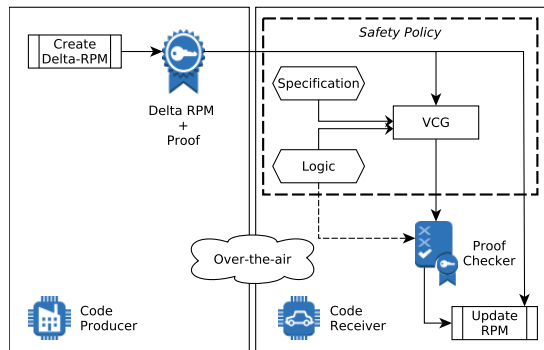 Create
Delta-RPM
Delta RPM
+
Proof
Safety Policy
Specification
VCG
Logic
Over-the-air
Proof
Checker
Update
RPM
Code
Producer
Code
Receiver